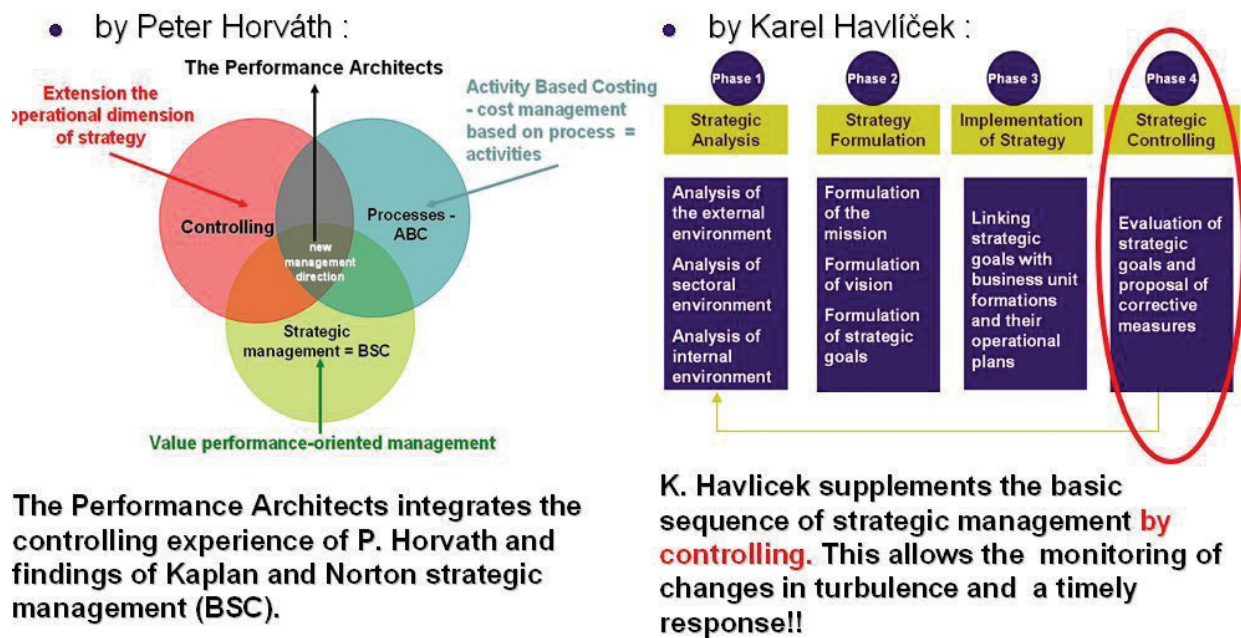 • by Peter Horváth :
The Performance Architects
Extension the
operational dimension
of strategy
Activity Based Costing
- cost management
based on process =
activities
Controlling
Processes -
ABC
new
management
direction
Strategic
management = BSC
Value performance-oriented management
The Performance Architects integrates the
controlling experience of P. Horvath and
findings of Kaplan and Norton strategic
management (BSC).
• by Karel Havlíček :
Phase 1
Strategic
Analysis
Analysis of
the external
environment
Analysis of
sectoral
environment
Analysis of
internal
environment
Phase 2
Strategy
Formulation
Formulation
of the
mission
Formulation
of vision
Formulation
of strategic
goals
Phase 3
Implementation
of Strategy
Linking
strategic
goals with
business unit
formations
and their
operational
plans
Phase 4
Strategic
Controlling
Evaluation of
strategic
goals and
proposal of
corrective
measures
K. Havlicek supplements the basic
sequence of strategic management by
controlling. This allows the monitoring of
changes in turbulence and a timely
response!!